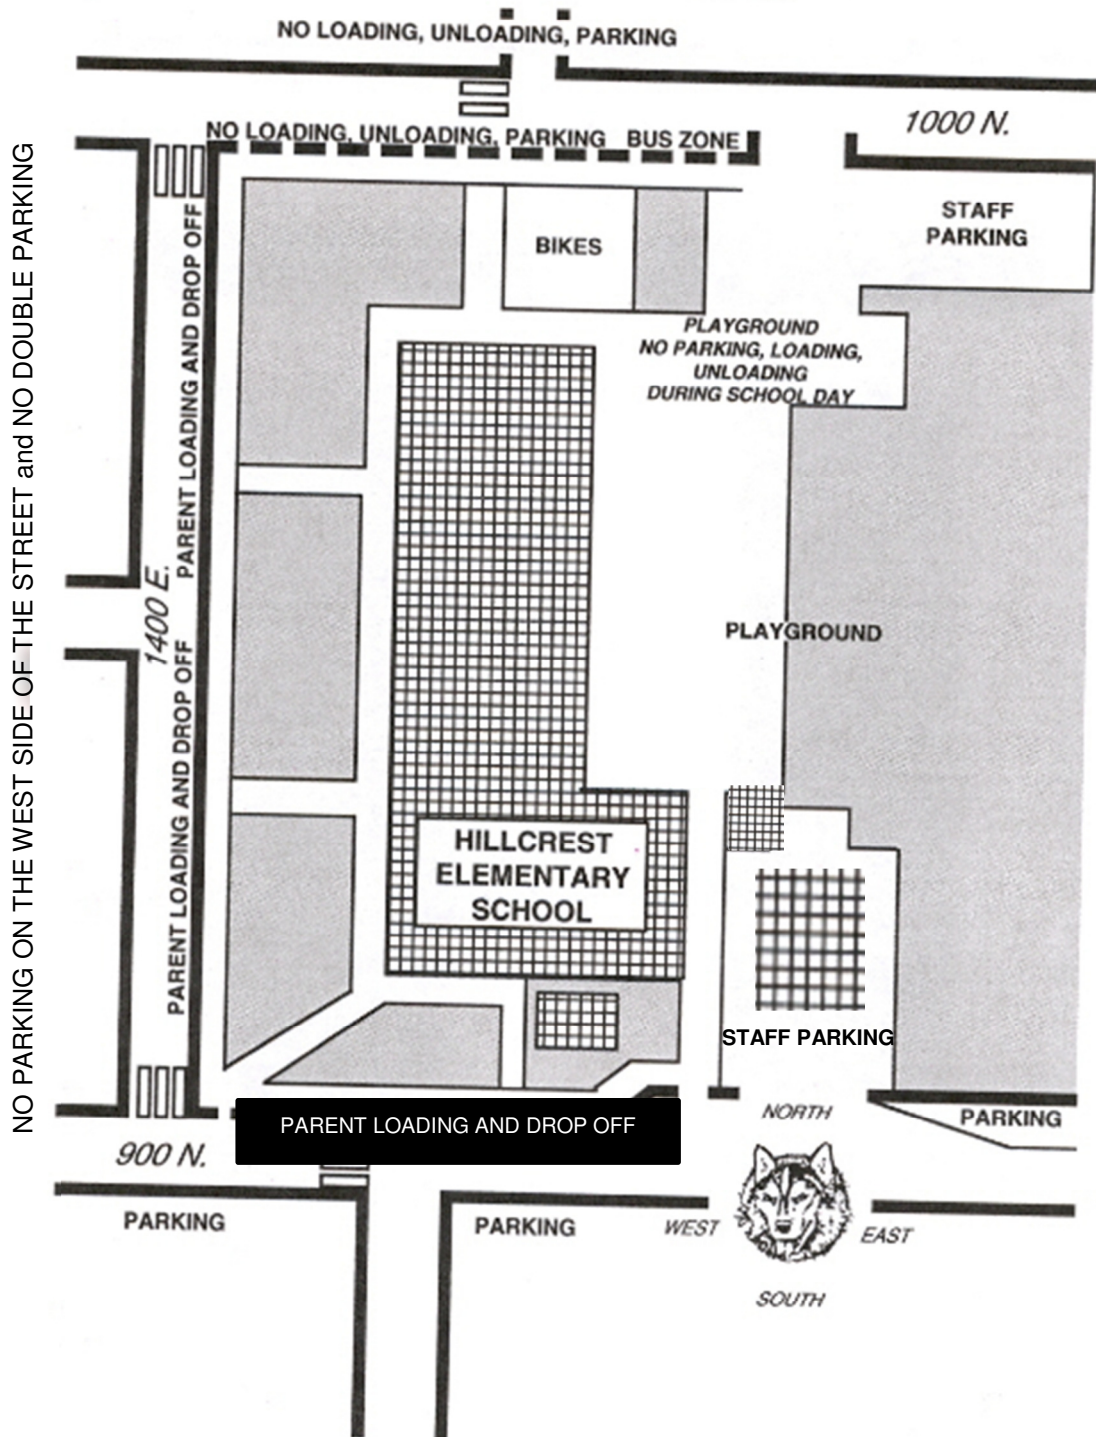 NO LOADING, UNLOADING, PARKING
1000 N.
NO LOADING, UNLOADING, PARKING BUS ZONE
NO PARKING ON THE WEST SIDE OF THE STREET and NO DOUBLE PARKING
STAFF
PARKING
BIKES
PARENT LOADING AND DROP OFF
PLAYGROUND
NO PARKING, LOADING,
UNLOADING
DURING SCHOOL DAY
1400 E.
PLAYGROUND
PARENT LOADING AND DROP OFF
HILLCREST
ELEMENTARY
SCHOOL
STAFF PARKING
NORTH
PARKING
PARENT LOADING AND DROP OFF
900 N.
PARKING
PARKING
WEST
EAST
SOUTH